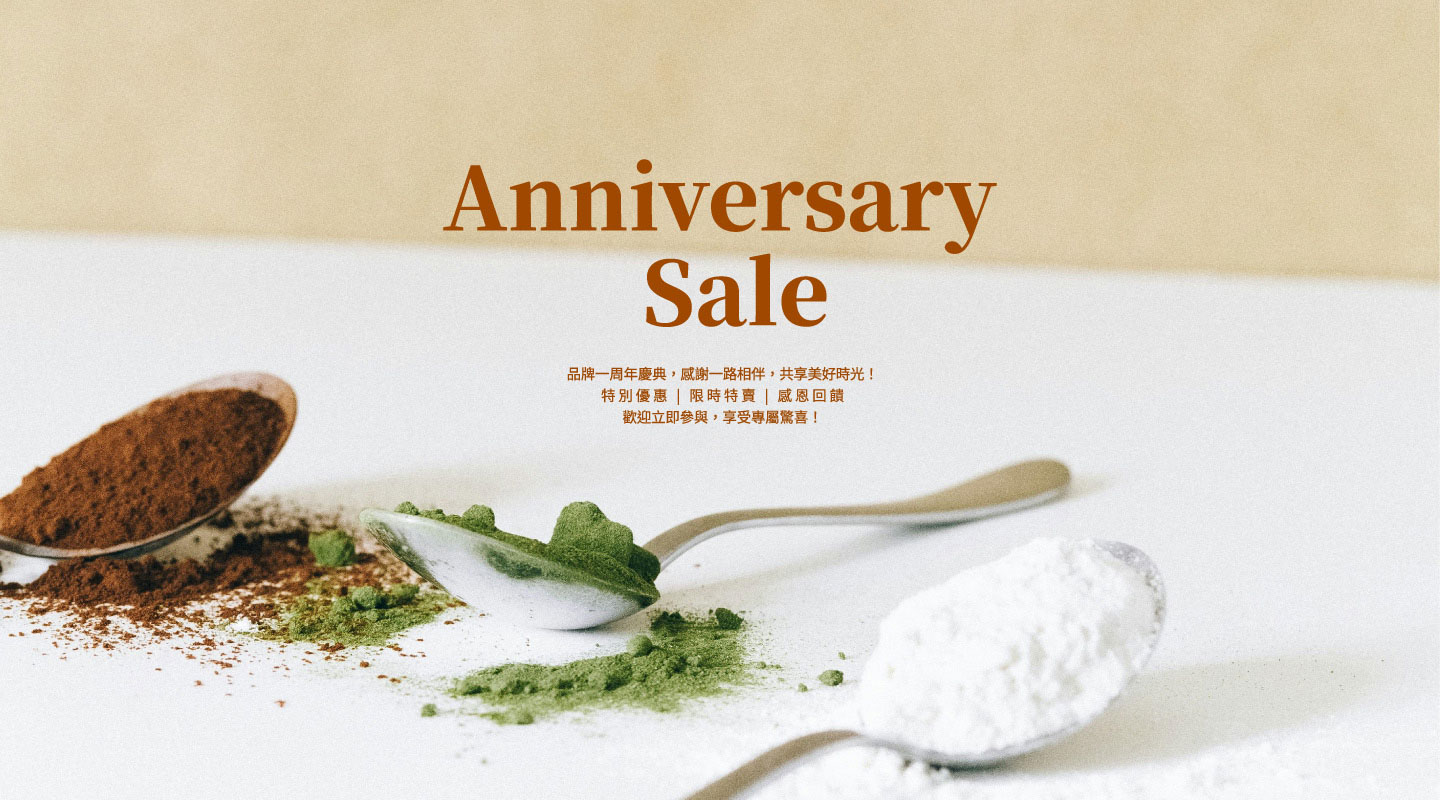 Anniversary
Sale
品牌一周年慶典，感謝一路相伴，共享美好時光！
特別優惠｜限時特賣｜感恩回饋
歡迎立即參與，享受專屬驚喜！